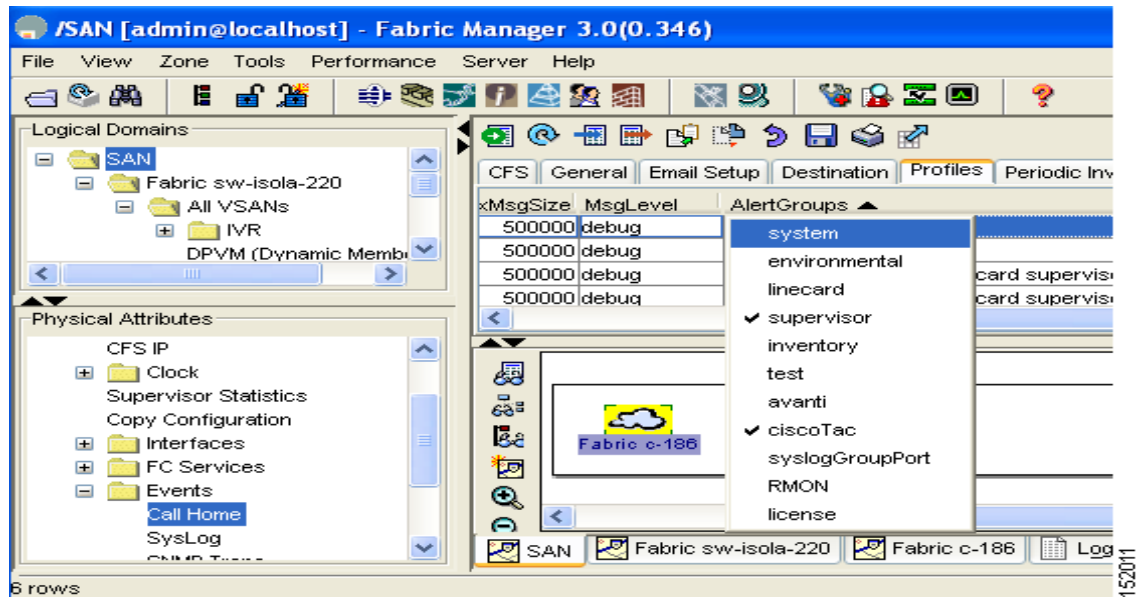 /SAN [admin@localhost] - Fabric Manager 3.0(0.346)
File View Zone Tools Performance Server Help
Logical Domains
SAN
Fabric sw-isola-220
All VSANs
IVR
DPVM (Dynamic Memb
Physical Attributes
CFS IP
Clock
Supervisor Statistics
Copy Configuration
Interfaces
FC Services
Events
Call Home
SysLog
CFS General Email Setup Destination Profiles Periodic Inv
xMsgSize MsgLevel AlertGroups
500000 debug
500000 debug
500000 debug card supervis
500000 debug card supervis
system
environmental
linecard
supervisor
inventory
test
avanti
ciscoTac
syslogGroupPort
RMON
license
Fabric c-186
SAN Fabric sw-isola-220 Fabric c-186 Log
6 rows
152011